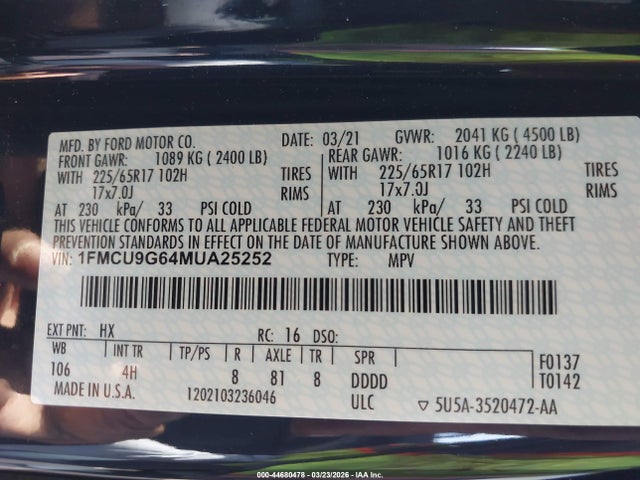 MFD. BY FORD MOTOR CO. DATE: 03/21 GVWR: 2041 KG ( 4500 LB)
FRONT GAWR: 1089 KG ( 2400 LB) REAR GAWR: 1016 KG ( 2240 LB)
WITH 225/65R17 102H TIRES WITH 225/65R17 102H TIRES
17x7.0J RIMS 17x7.0J RIMS
AT 230 kPa/ 33 PSI COLD AT 230 kPa/ 33 PSI COLD
THIS VEHICLE CONFORMS TO ALL APPLICABLE FEDERAL MOTOR VEHICLE SAFETY AND THEFT
PREVENTION STANDARDS IN EFFECT ON THE DATE OF MANUFACTURE SHOWN ABOVE.
VIN: 1FMCU9G64MUA25252 TYPE: MPV
EXT PNT: HX RC: 16 DSO:
WB INT TR TP/PS R AXLE TR SPR F0137
106 4H 8 81 8 DDDD T0142
MADE IN U.S.A. 1202103236046 ULC ▽ 5U5A-3520472-AA
000-44680478 - 03/23/2026 - IAA Inc.